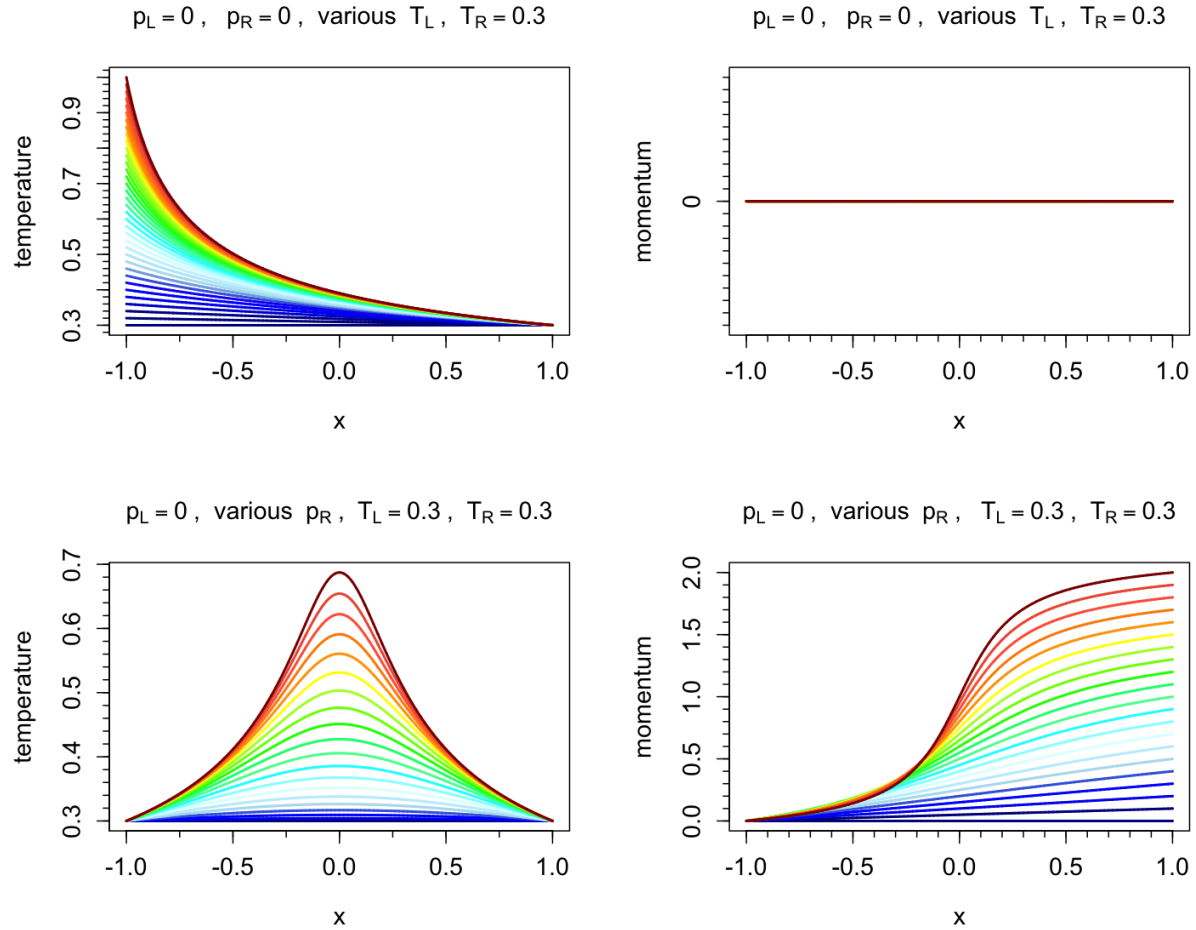 p_L = 0 ,   p_R = 0 ,  various  T_L ,  T_R = 0.3
temperature
0.9
0.7
0.5
0.3
-1.0 -0.5 0.0 0.5 1.0
x
p_L = 0 ,   p_R = 0 ,  various  T_L ,  T_R = 0.3
momentum
0
-1.0 -0.5 0.0 0.5 1.0
x
p_L = 0 ,  various  p_R ,  T_L = 0.3 ,  T_R = 0.3
temperature
0.7
0.6
0.5
0.4
0.3
-1.0 -0.5 0.0 0.5 1.0
x
p_L = 0 ,  various  p_R ,   T_L = 0.3 ,  T_R = 0.3
momentum
2.0
1.5
1.0
0.5
0.0
-1.0 -0.5 0.0 0.5 1.0
x